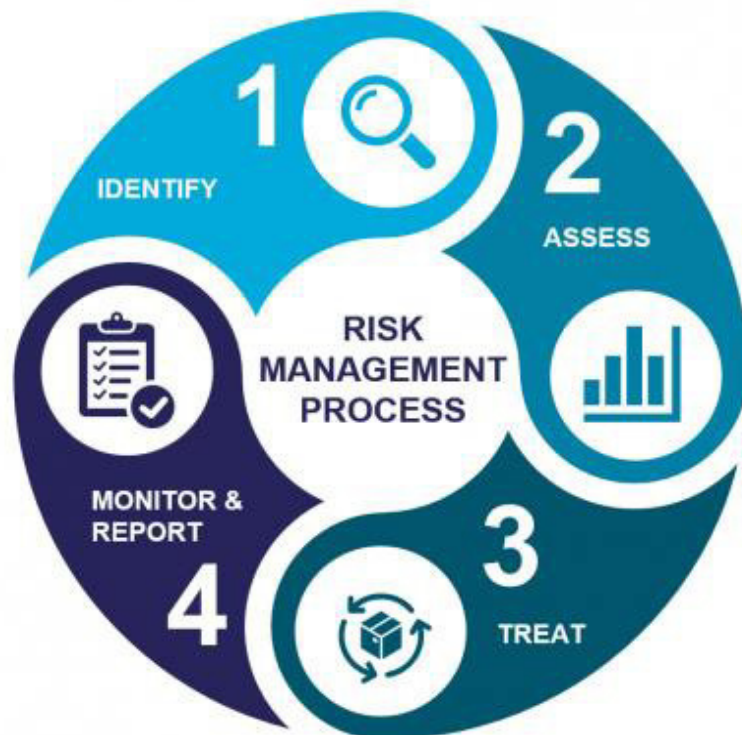 1
IDENTIFY
2
ASSESS
RISK
MANAGEMENT
PROCESS
3
TREAT
MONITOR &
REPORT
4